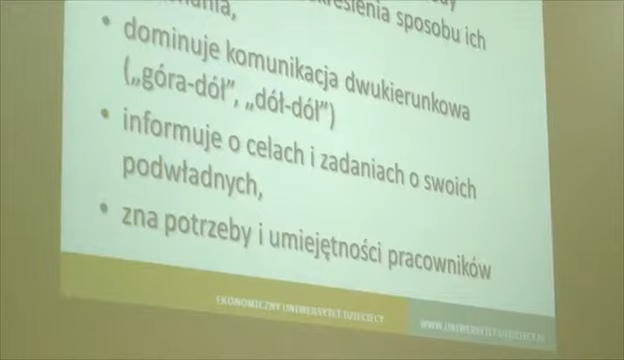 sposobu ich
• dominuje komunikacja dwukierunkowa
(„góra-dół”, „dół-dół”)
• informuje o celach i zadaniach o swoich
podwładnych,
• zna potrzeby i umiejętności pracowników
EKONOMICZNY UNIWERSYTET DZIECIĘCY
WWW.UNIWERSYTET-DZIECIECY.PL